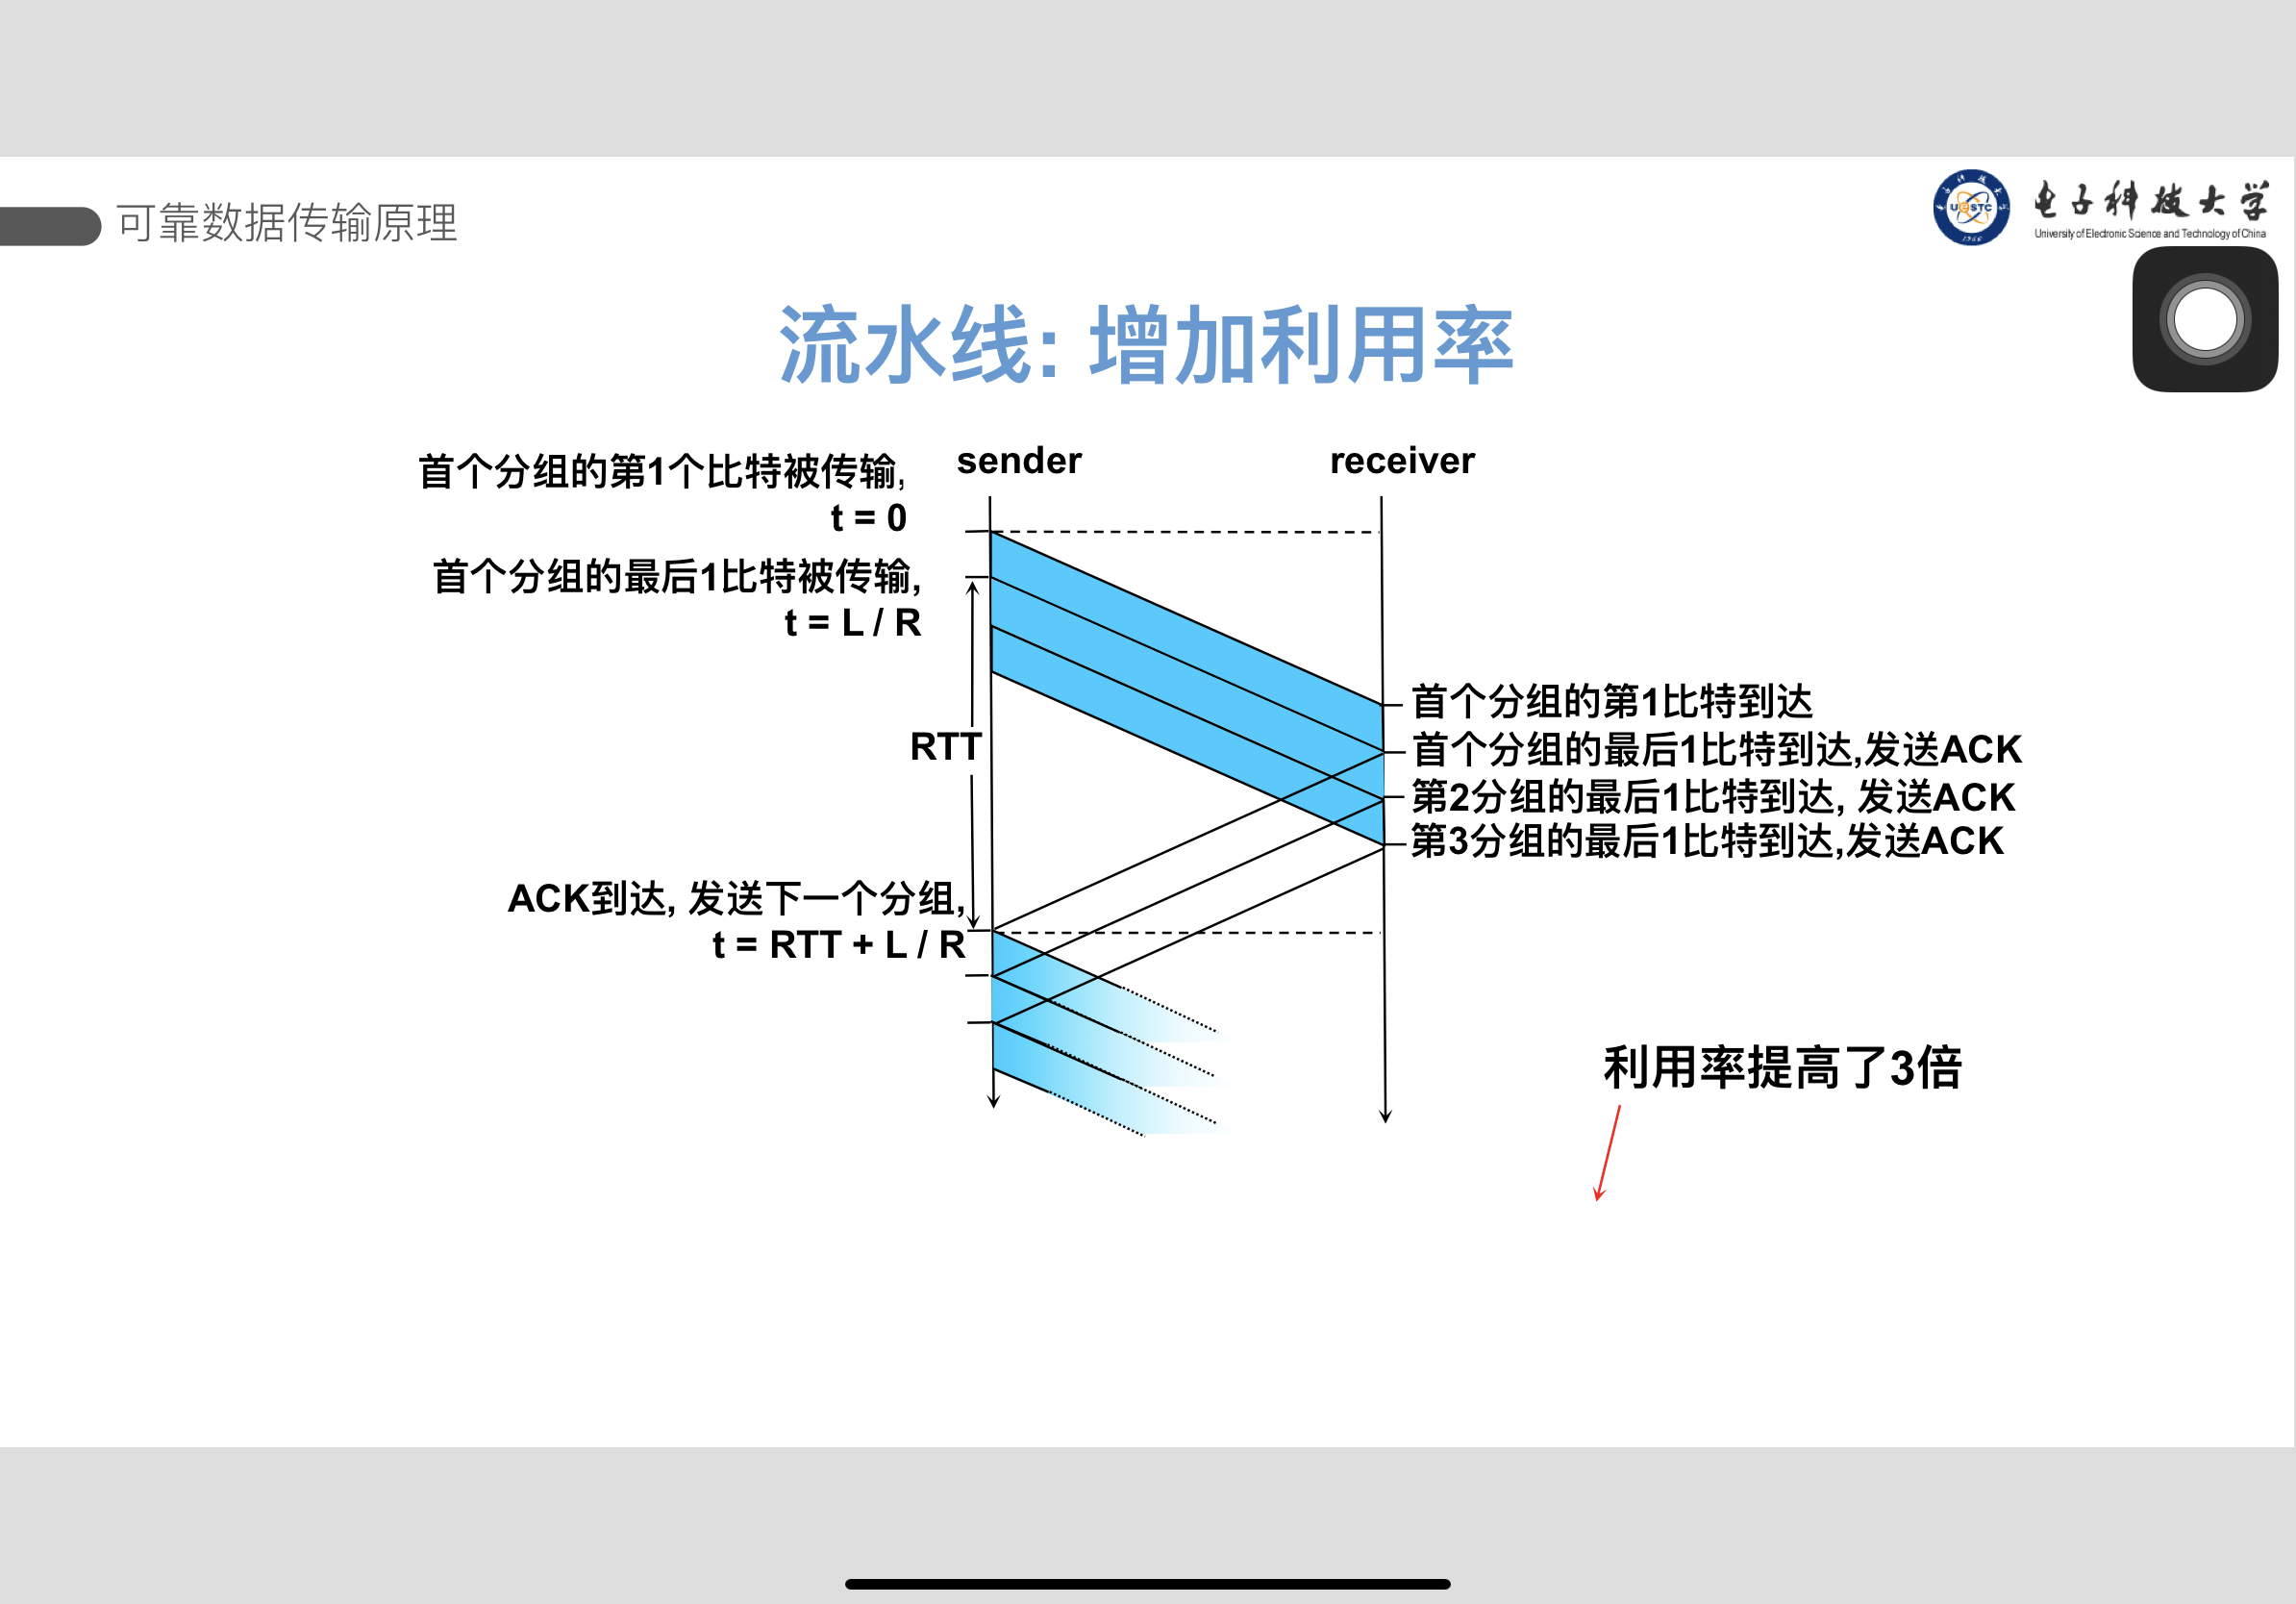 可靠数据传输原理
电子科技大学
University of Electronic Science and Technology of China
流水线: 增加利用率
sender
receiver
首个分组的第1个比特被传输,
t = 0
首个分组的最后1比特被传输,
t = L / R
首个分组的第1比特到达
RTT
首个分组的最后1比特到达,发送ACK
第2分组的最后1比特到达, 发送ACK
第3分组的最后1比特到达,发送ACK
ACK到达, 发送下一个分组,
t = RTT + L / R
利用率提高了3倍